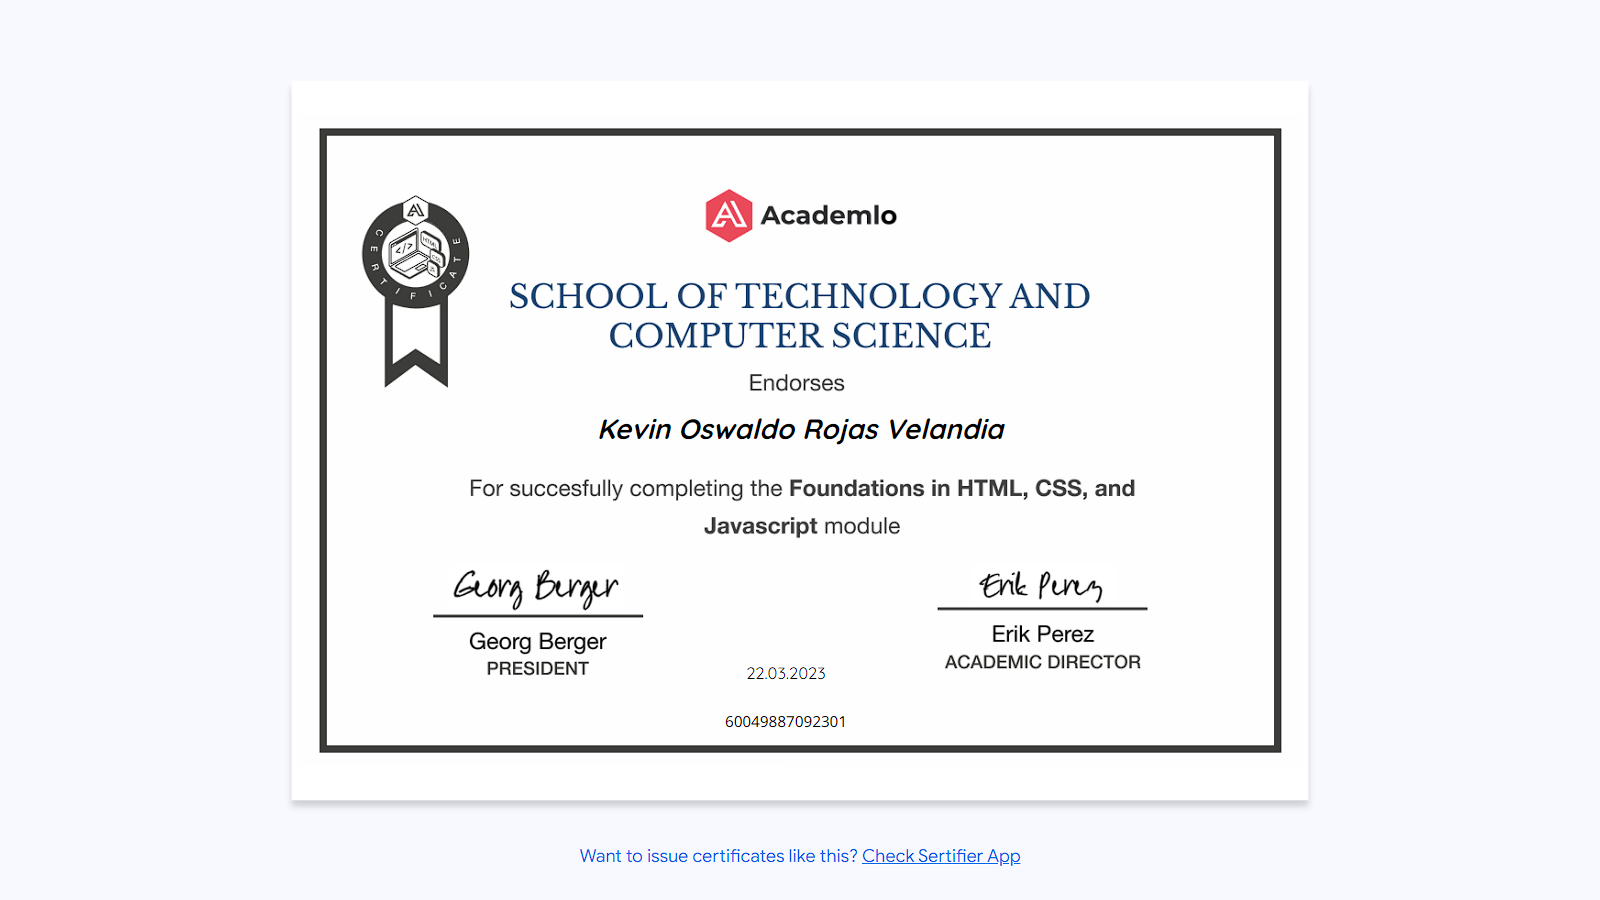 Academlo
CERTIFICATE
</>
HTML
CSS
SCHOOL OF TECHNOLOGY AND
COMPUTER SCIENCE
Endorses
Kevin Oswaldo Rojas Velandia
For succesfully completing the Foundations in HTML, CSS, and
Javascript module
Georg Berger
Erik Perez
Georg Berger
PRESIDENT
Erik Perez
ACADEMIC DIRECTOR
22.03.2023
60049887092301
Want to issue certificates like this? Check Sertifier App